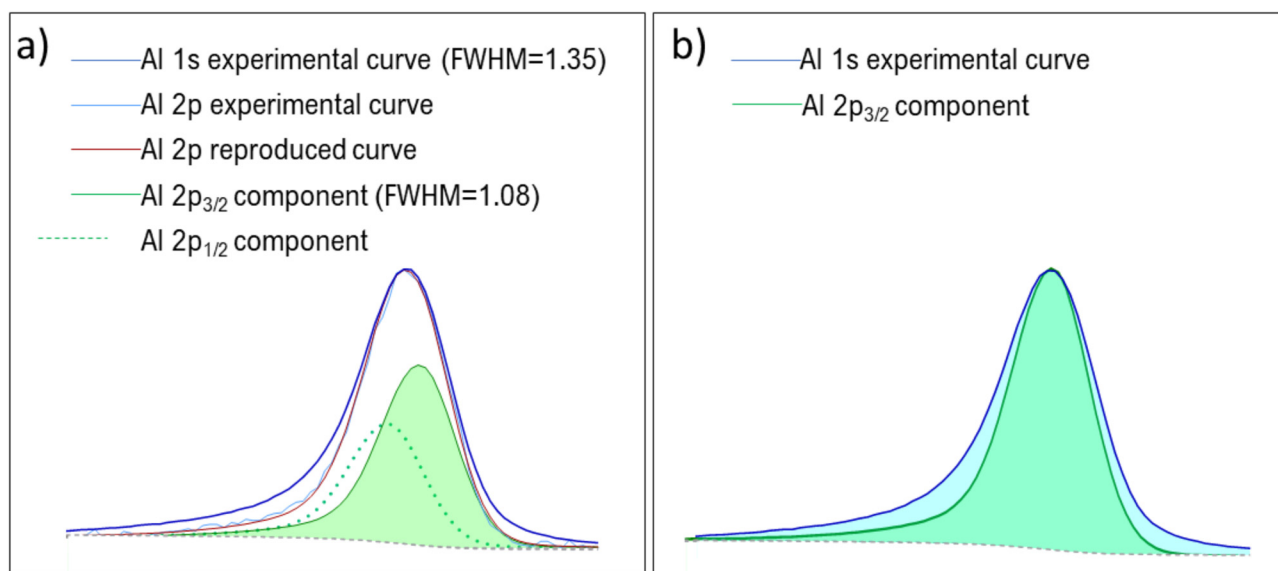 a)
Al 1s experimental curve (FWHM=1.35)
Al 2p experimental curve
Al 2p reproduced curve
Al 2p3/2 component (FWHM=1.08)
Al 2p1/2 component
b)
Al 1s experimental curve
Al 2p3/2 component